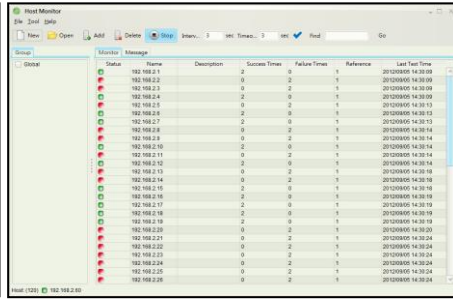 Host Monitor
File Tool Help
New Open Add Delete Stop Interv... 3 sec Timeo... 3 sec Find Go
Group Monitor Message
Global Status Name Description Success Times Failure Times Reference Last Test Time
192.168.2.1 2 0 1 2012/09/05 14:30:09
192.168.2.2 0 2 1 2012/09/05 14:30:09
192.168.2.3 0 2 1 2012/09/05 14:30:09
192.168.2.4 2 0 1 2012/09/05 14:30:09
192.168.2.5 2 0 1 2012/09/05 14:30:13
192.168.2.6 2 0 1 2012/09/05 14:30:13
192.168.2.7 2 0 1 2012/09/05 14:30:13
192.168.2.8 0 2 1 2012/09/05 14:30:14
192.168.2.9 0 2 1 2012/09/05 14:30:14
192.168.2.10 0 2 1 2012/09/05 14:30:14
192.168.2.11 0 2 1 2012/09/05 14:30:14
192.168.2.12 0 2 1 2012/09/05 14:30:14
192.168.2.13 0 2 1 2012/09/05 14:30:18
192.168.2.14 0 2 1 2012/09/05 14:30:18
192.168.2.15 2 0 1 2012/09/05 14:30:18
192.168.2.16 2 0 1 2012/09/05 14:30:19
192.168.2.17 2 0 1 2012/09/05 14:30:19
192.168.2.18 2 0 1 2012/09/05 14:30:19
192.168.2.19 2 0 1 2012/09/05 14:30:19
192.168.2.20 0 2 1 2012/09/05 14:30:20
192.168.2.21 0 2 1 2012/09/05 14:30:24
192.168.2.22 0 2 1 2012/09/05 14:30:24
192.168.2.23 0 2 1 2012/09/05 14:30:24
192.168.2.24 0 2 1 2012/09/05 14:30:24
192.168.2.25 0 2 1 2012/09/05 14:30:24
192.168.2.26 0 2 1 2012/09/05 14:30:24
Host: (120) 192.168.2.60